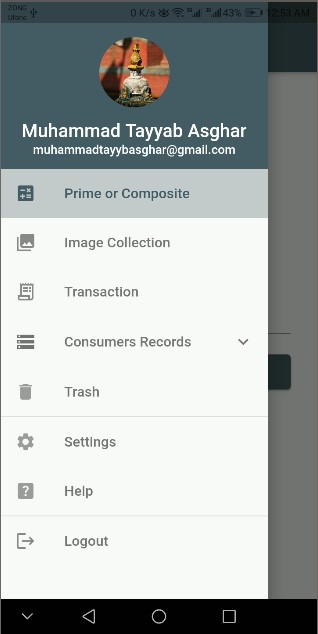 ZONG
Ufone
0 K/s 43% 12:53 AM
Muhammad Tayyab Asghar
muhammadtayybasghar@gmail.com
Prime or Composite
Image Collection
Transaction
Consumers Records
Trash
Settings
Help
Logout